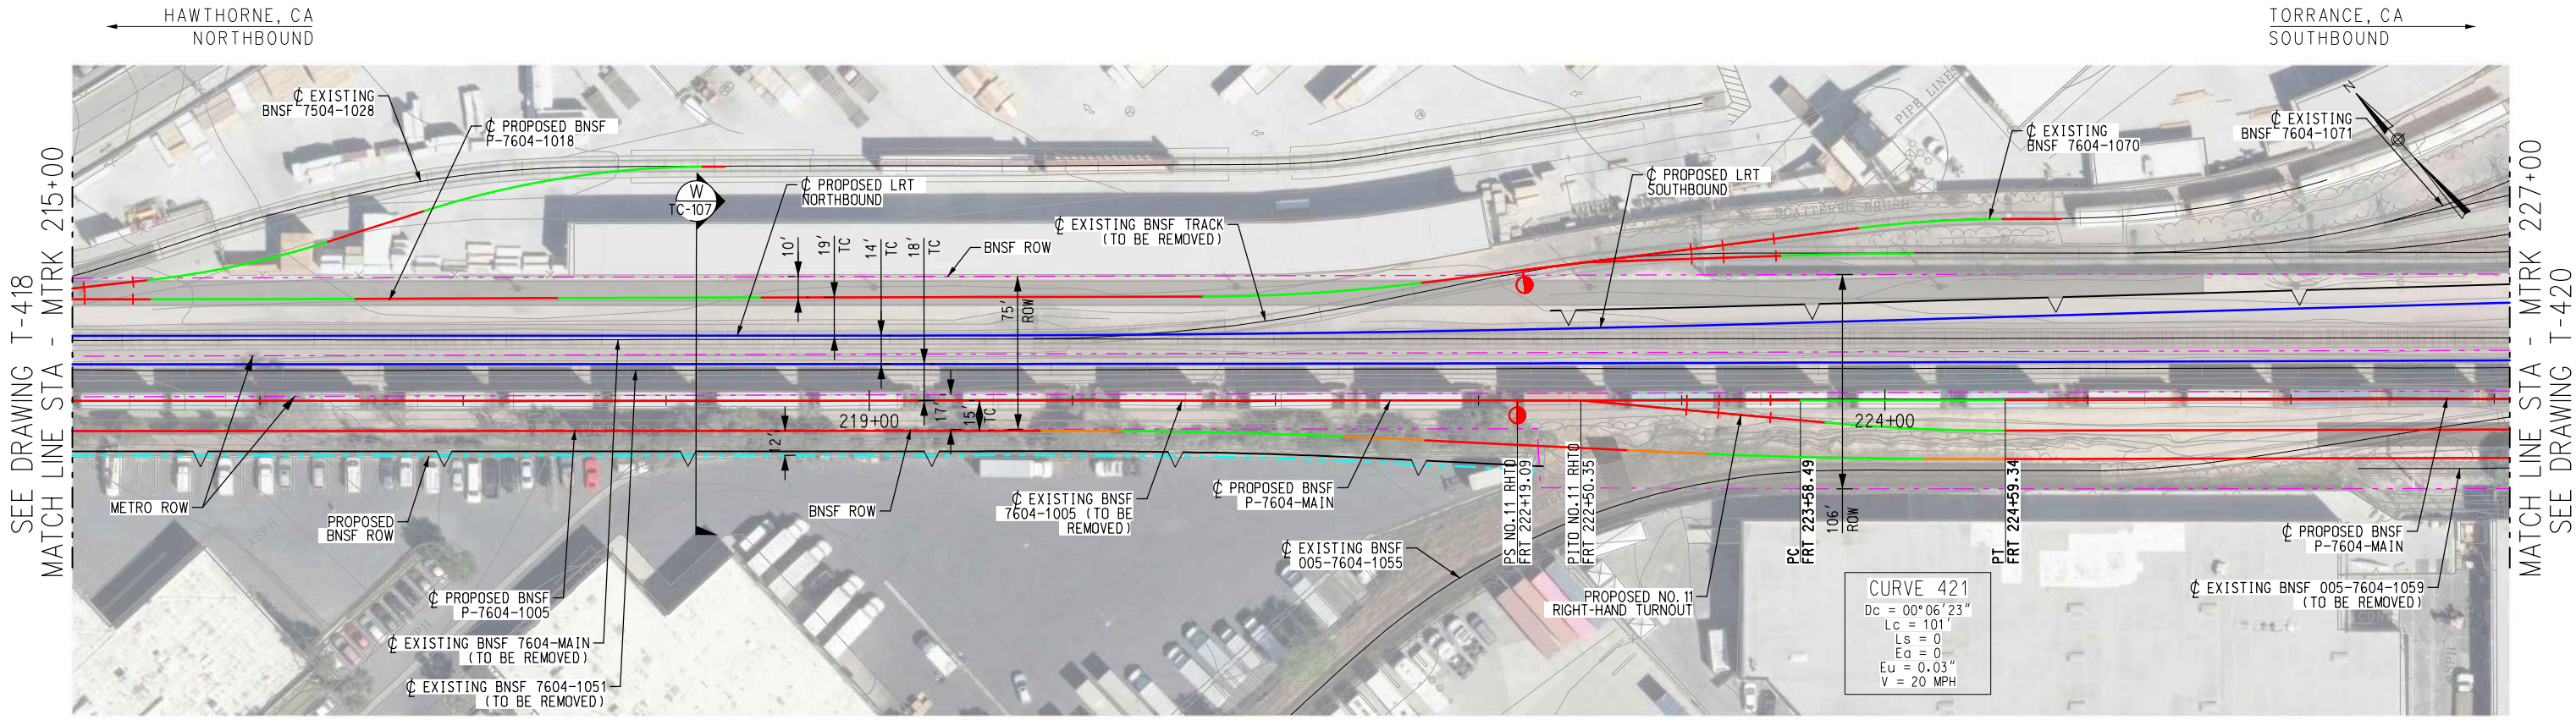 HAWTHORNE, CA
NORTHBOUND
TORRANCE, CA
SOUTHBOUND
SEE DRAWING T-418
MATCH LINE STA - MTRK 215+00
MATCH LINE STA - MTRK 227+00
SEE DRAWING T-420
℄ EXISTING
BNSF 7504-1028
℄ PROPOSED BNSF
P-7604-1018
W
TC-107
℄ PROPOSED LRT
NORTHBOUND
10'
19'
TC
14'
TC
18'
TC
BNSF ROW
℄ EXISTING BNSF TRACK
(TO BE REMOVED)
75'
ROW
℄ PROPOSED LRT
SOUTHBOUND
PIPE LINES
SCATTERED BRUSH
℄ EXISTING
BNSF 7604-1070
℄ EXISTING
BNSF 7604-1071
N
219+00
12'
17'
15'
TC
224+00
METRO ROW
PROPOSED
BNSF ROW
BNSF ROW
℄ EXISTING BNSF
7604-1005 (TO BE
REMOVED)
℄ PROPOSED BNSF
P-7604-MAIN
PS NO.11 RHTO
FRT 222+19.09
PITO NO.11 RHTO
FRT 222+50.35
PC
FRT 223+58.49
106'
ROW
PT
FRT 224+59.34
℄ PROPOSED BNSF
P-7604-MAIN
℄ EXISTING BNSF
005-7604-1055
PROPOSED NO.11
RIGHT-HAND TURNOUT
℄ EXISTING BNSF 005-7604-1059
(TO BE REMOVED)
℄ PROPOSED BNSF
P-7604-1005
℄ EXISTING BNSF 7604-MAIN
(TO BE REMOVED)
℄ EXISTING BNSF 7604-1051
(TO BE REMOVED)
CURVE 421
Dc = 00°06'23"
Lc = 101'
Ls = 0
Ea = 0
Eu = 0.03"
V = 20 MPH
ASPH
CONC
ASPH